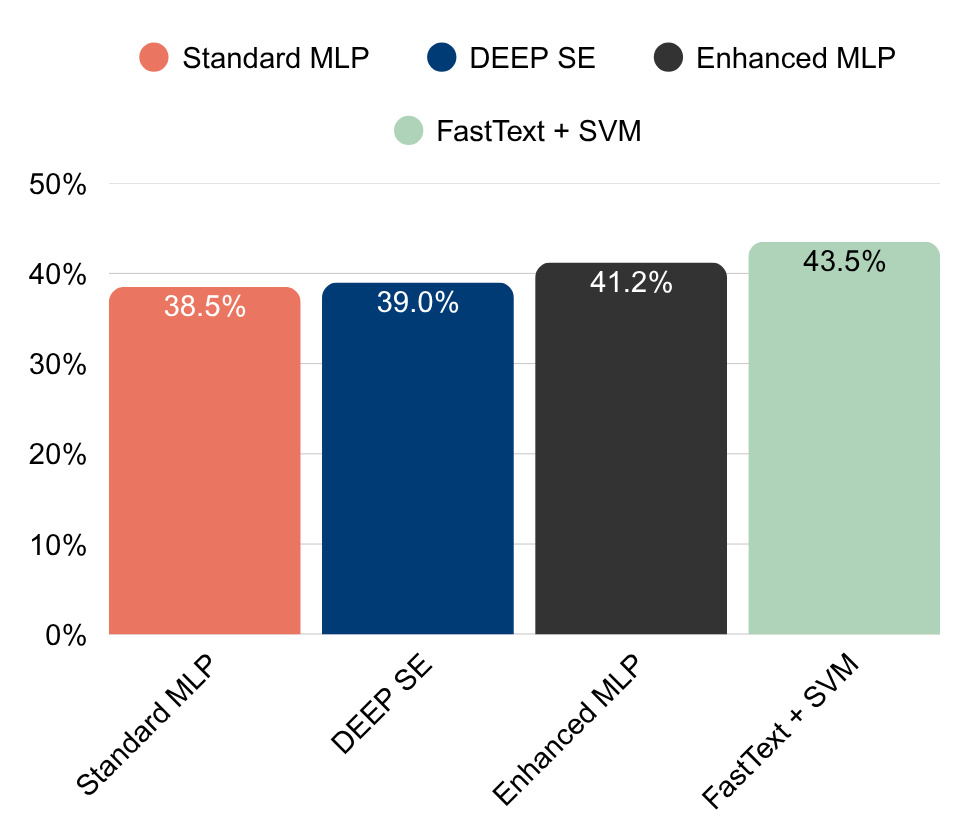 Standard MLP DEEP SE Enhanced MLP
FastText + SVM
50%
40%
30%
20%
10%
0%
38.5%
39.0%
41.2%
43.5%
Standard MLP
DEEP SE
Enhanced MLP
FastText + SVM